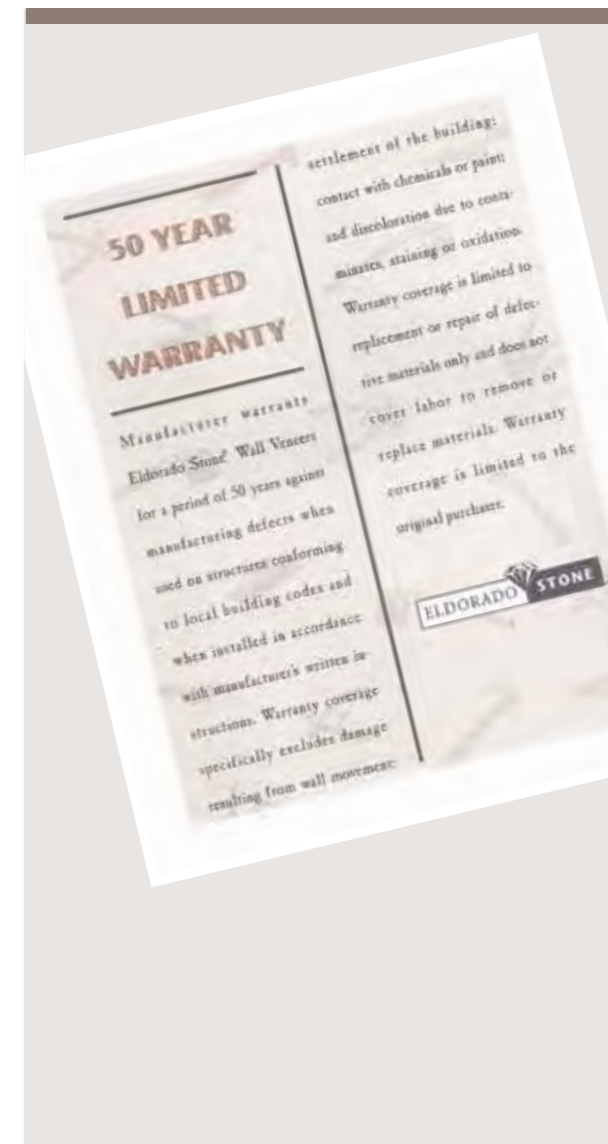 50 YEAR
LIMITED
WARRANTY
Manufacturer warrants
Eldorado Stone® Wall Veneers
for a period of 50 years against
manufacturing defects when
used on structures conforming
to local building codes and
when installed in accordance
with manufacturer's written in-
structions. Warranty coverage
specifically excludes damage
resulting from wall movement;
settlement of the building;
contact with chemicals or paint;
and discoloration due to conta-
minates, staining or oxidation.
Warranty coverage is limited to
replacement or repair of defec-
tive materials only and does not
cover labor to remove or
replace materials. Warranty
coverage is limited to the
original purchaser.
ELDORADO STONE